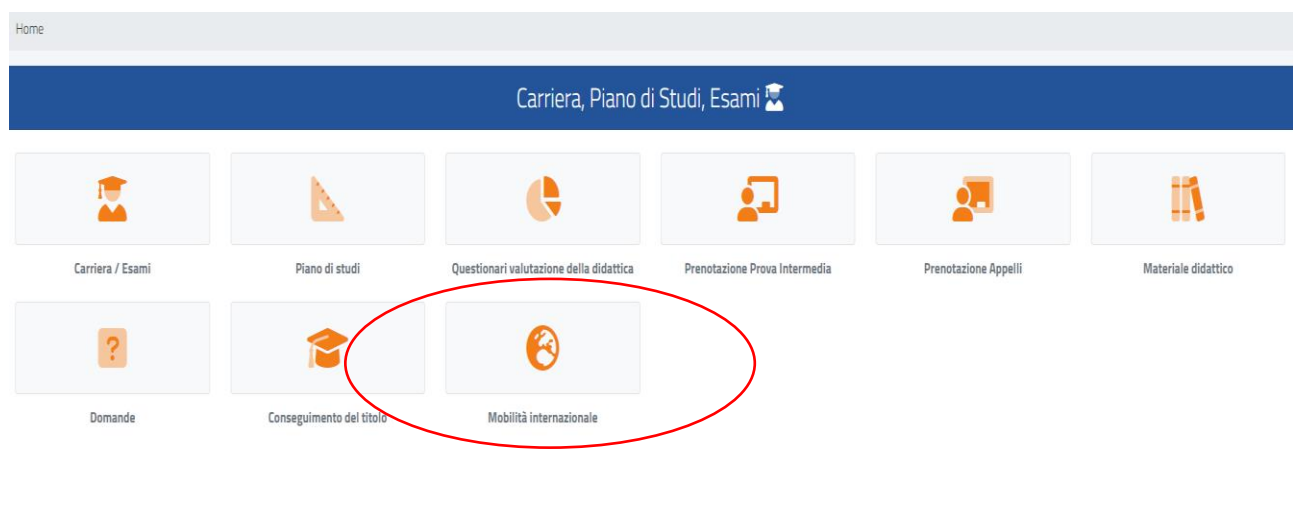 Home
Carriera, Piano di Studi, Esami
Carriera / Esami
Piano di studi
Questionari valutazione della didattica
Prenotazione Prova Intermedia
Prenotazione Appelli
Materiale didattico
?
Domande
Conseguimento del titolo
Mobilità internazionale